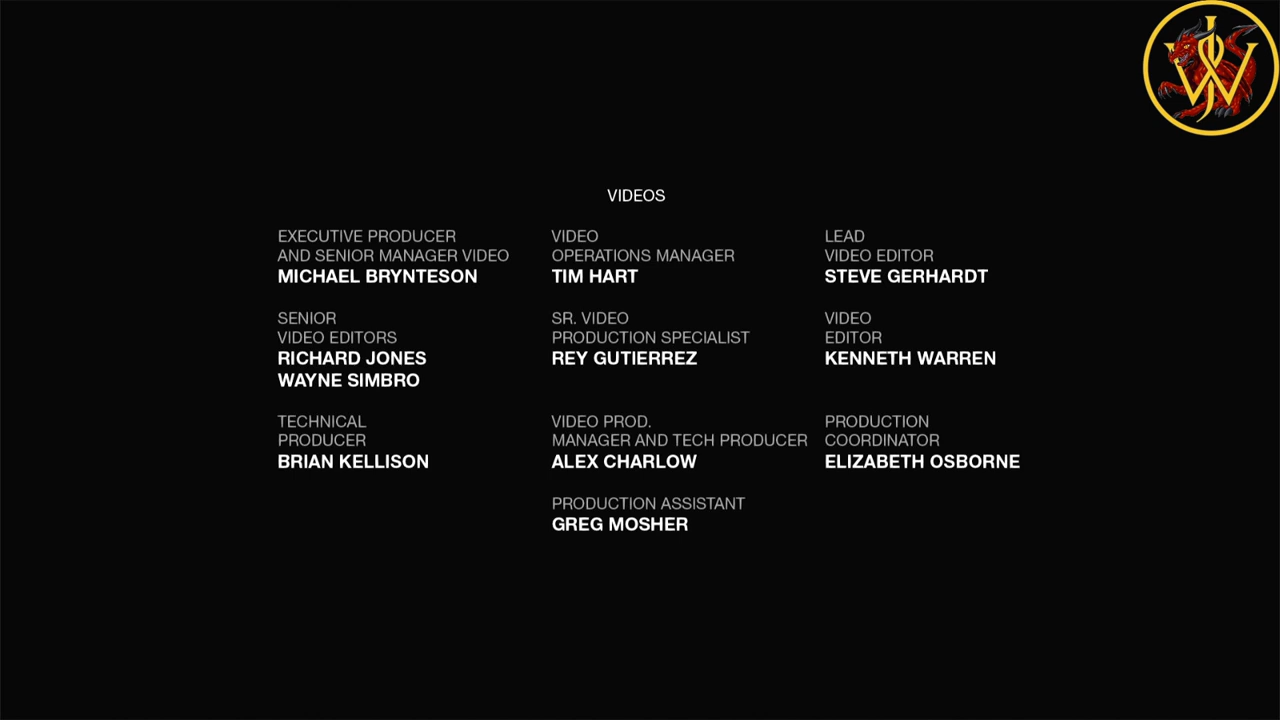 VIDEOS
EXECUTIVE PRODUCER
AND SENIOR MANAGER VIDEO
MICHAEL BRYNTESON
VIDEO
OPERATIONS MANAGER
TIM HART
LEAD
VIDEO EDITOR
STEVE GERHARDT
SENIOR
VIDEO EDITORS
RICHARD JONES
WAYNE SIMBRO
SR. VIDEO
PRODUCTION SPECIALIST
REY GUTIERREZ
VIDEO
EDITOR
KENNETH WARREN
TECHNICAL
PRODUCER
BRIAN KELLISON
VIDEO PROD.
MANAGER AND TECH PRODUCER
ALEX CHARLOW
PRODUCTION
COORDINATOR
ELIZABETH OSBORNE
PRODUCTION ASSISTANT
GREG MOSHER